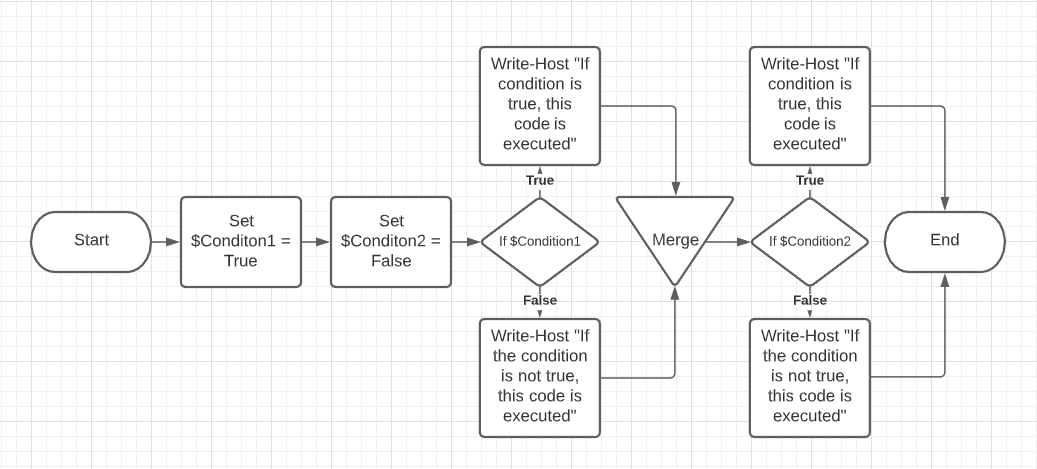 Start
Set
$Conditon1 =
True
Set
$Conditon2 =
False
If $Condition1
True
Write-Host "If
condition is
true, this
code is
executed"
False
Write-Host "If
the condition
is not true,
this code is
executed"
Merge
If $Condition2
True
Write-Host "If
condition is
true, this
code is
executed"
False
Write-Host "If
the condition
is not true,
this code is
executed"
End